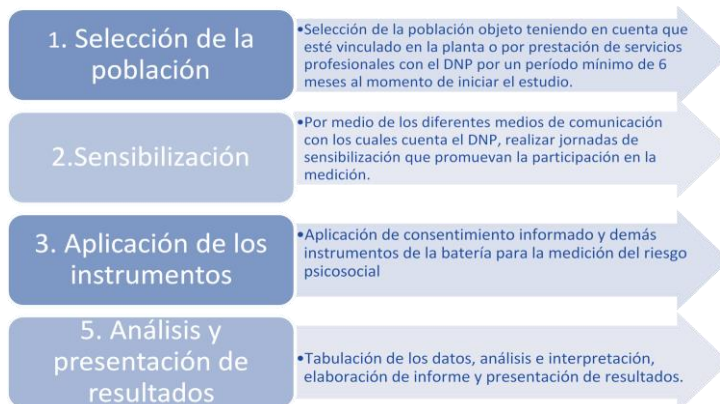 1. Selección de la
población
•Selección de la población objeto teniendo en cuenta que
esté vinculado en la planta o por prestación de servicios
profesionales con el DNP por un período mínimo de 6
meses al momento de iniciar el estudio.
2.Sensibilización
•Por medio de los diferentes medios de comunicación
con los cuales cuenta el DNP, realizar jornadas de
sensibilización que promuevan la participación en la
medición.
3. Aplicación de los
instrumentos
•Aplicación de consentimiento informado y demás
instrumentos de la batería para la medición del riesgo
psicosocial
5. Análisis y
presentación de
resultados
•Tabulación de los datos, análisis e interpretación,
elaboración de informe y presentación de resultados.